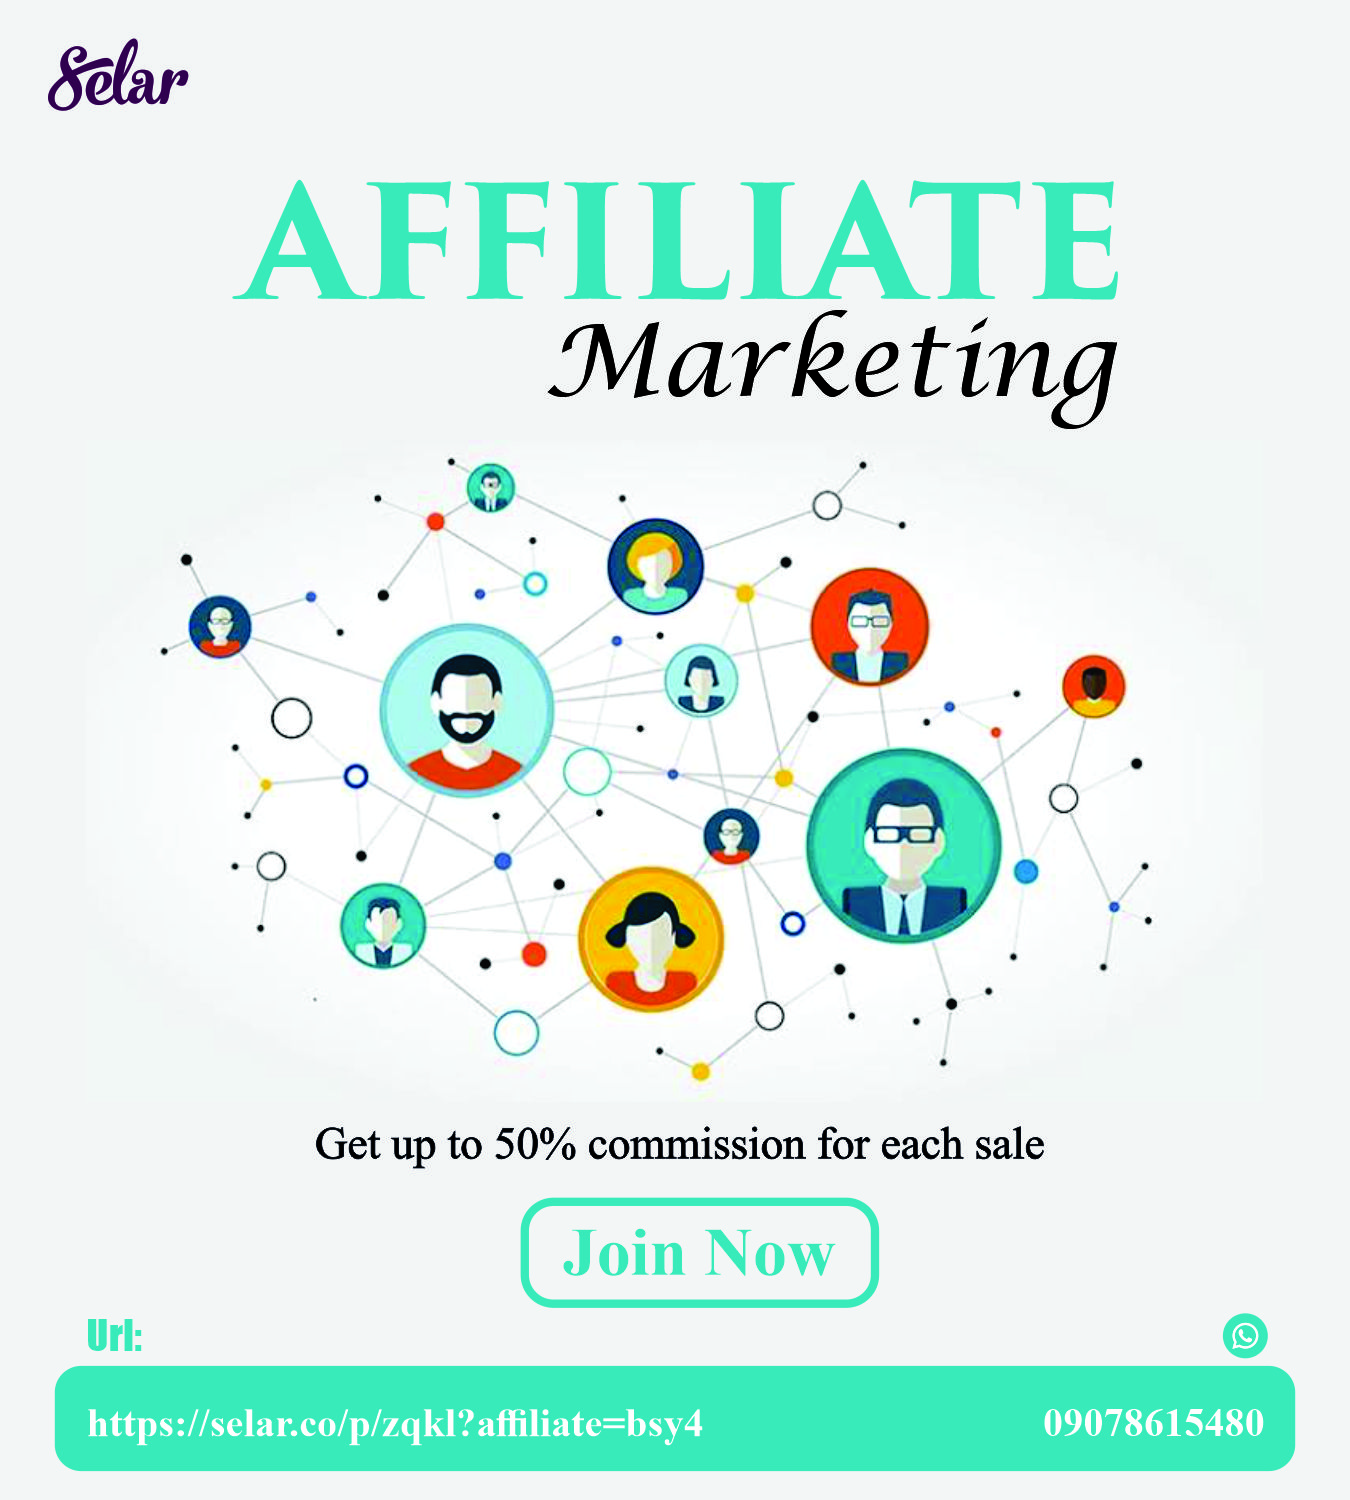 Selar
AFFILIATE
Marketing
Get up to 50% commission for each sale
Join Now
Url:
https://selar.co/p/zqkl?affiliate=bsy4
09078615480